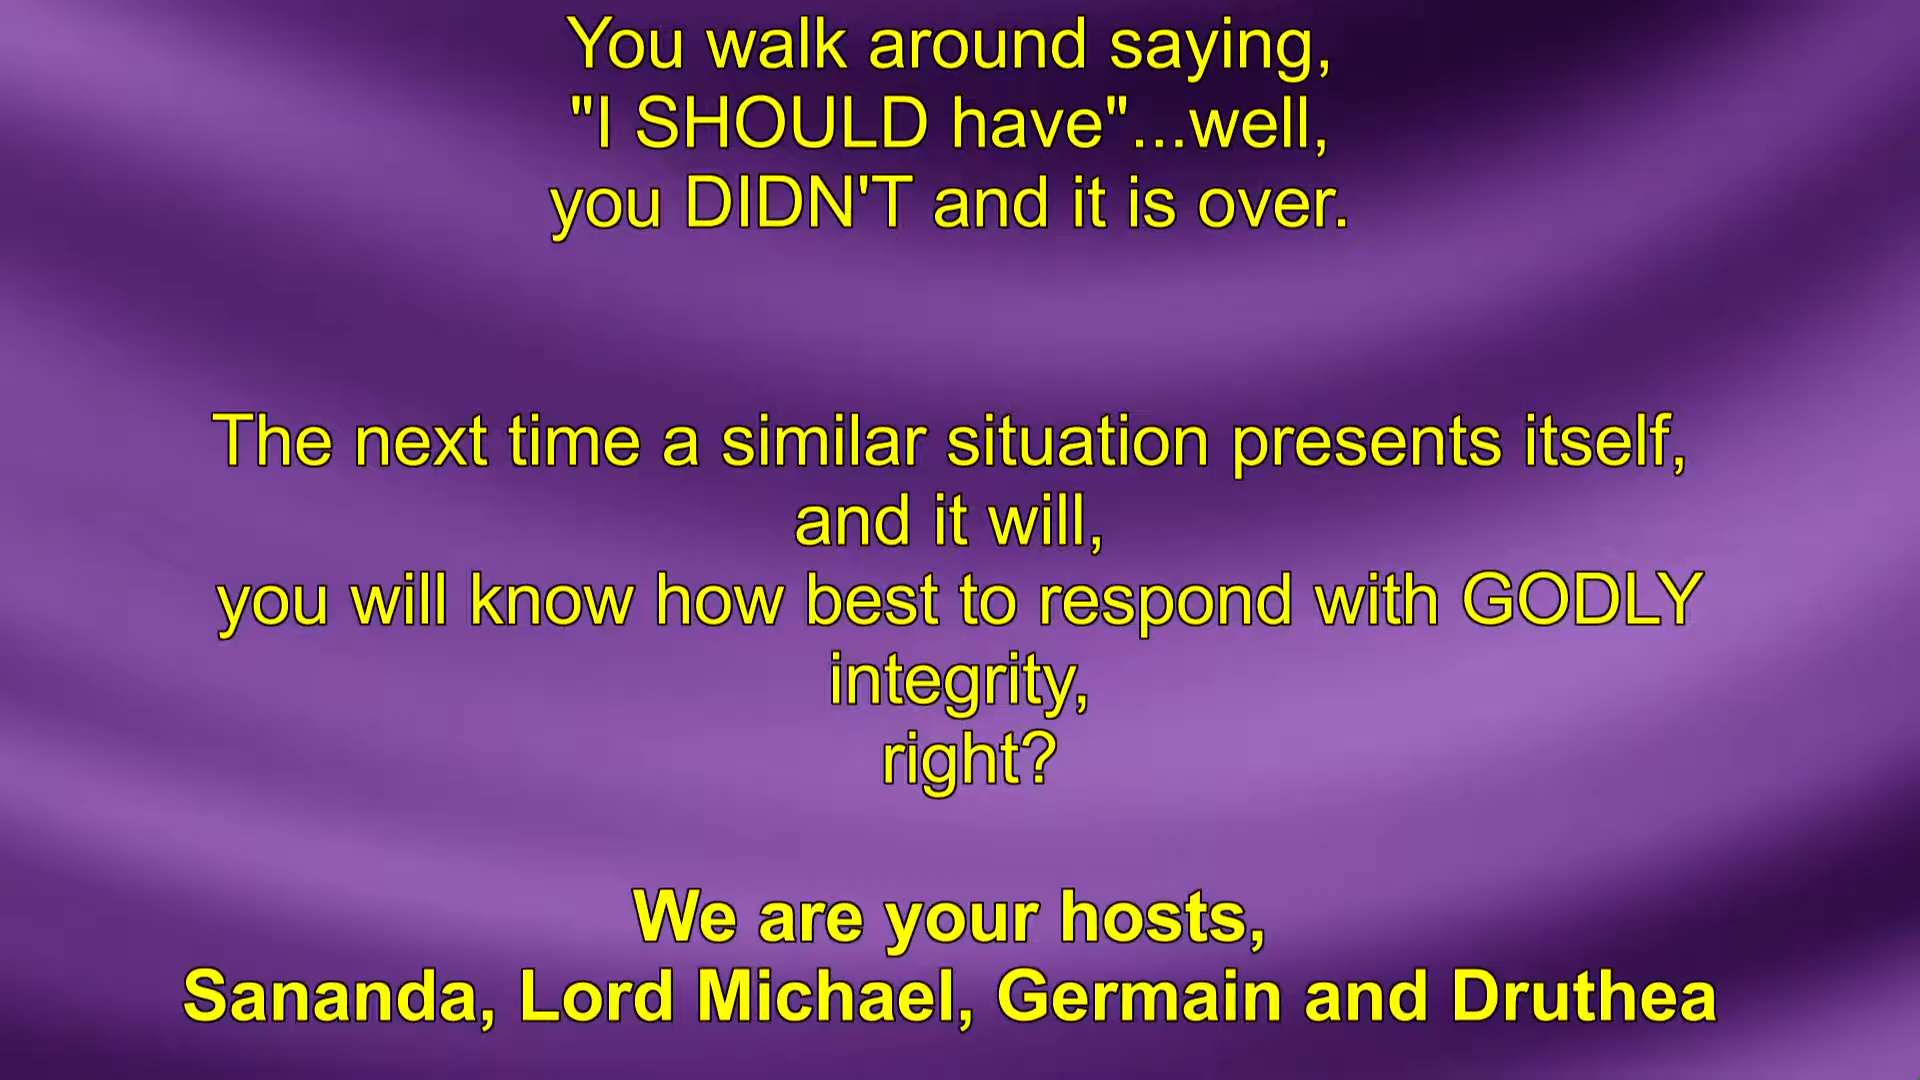 You walk around saying,
"I SHOULD have"...well,
you DIDN'T and it is over.
The next time a similar situation presents itself,
and it will,
you will know how best to respond with GODLY
integrity,
right?
We are your hosts,
Sananda, Lord Michael, Germain and Druthea